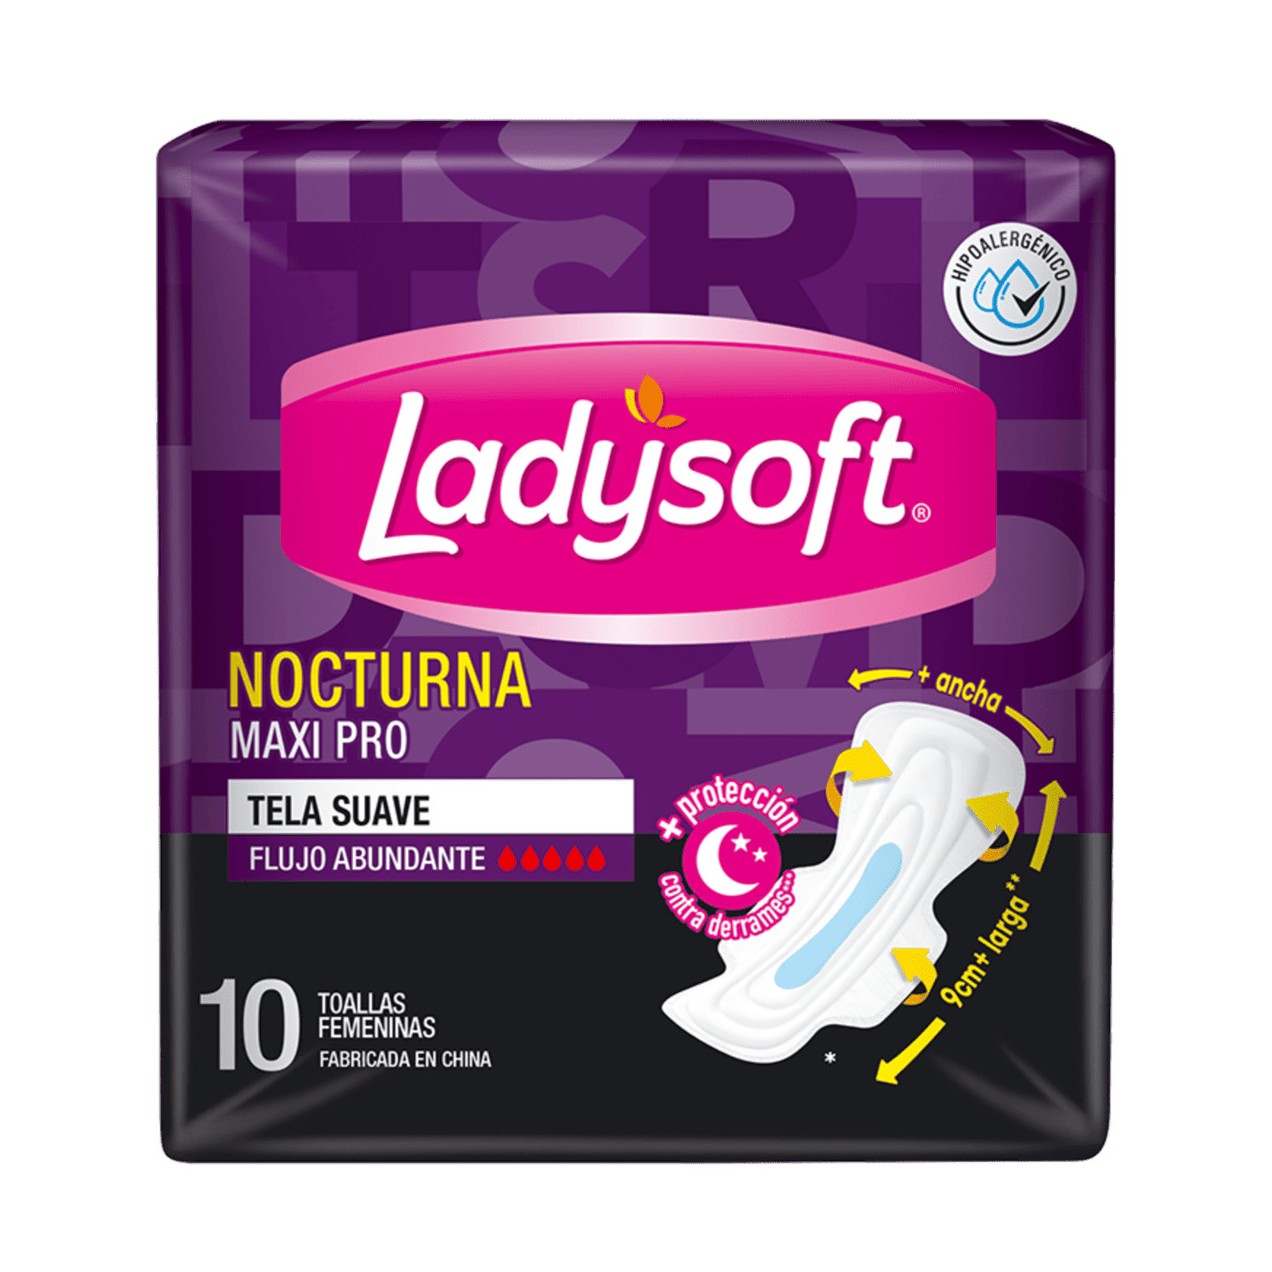 HIPOALERGÉNICO
Ladysoft®
NOCTURNA
MAXI PRO
TELA SUAVE
FLUJO ABUNDANTE
+ ancha
+ protección
contra derrames...
9cm+ larga**
*
10
TOALLAS
FEMENINAS
FABRICADA EN CHINA